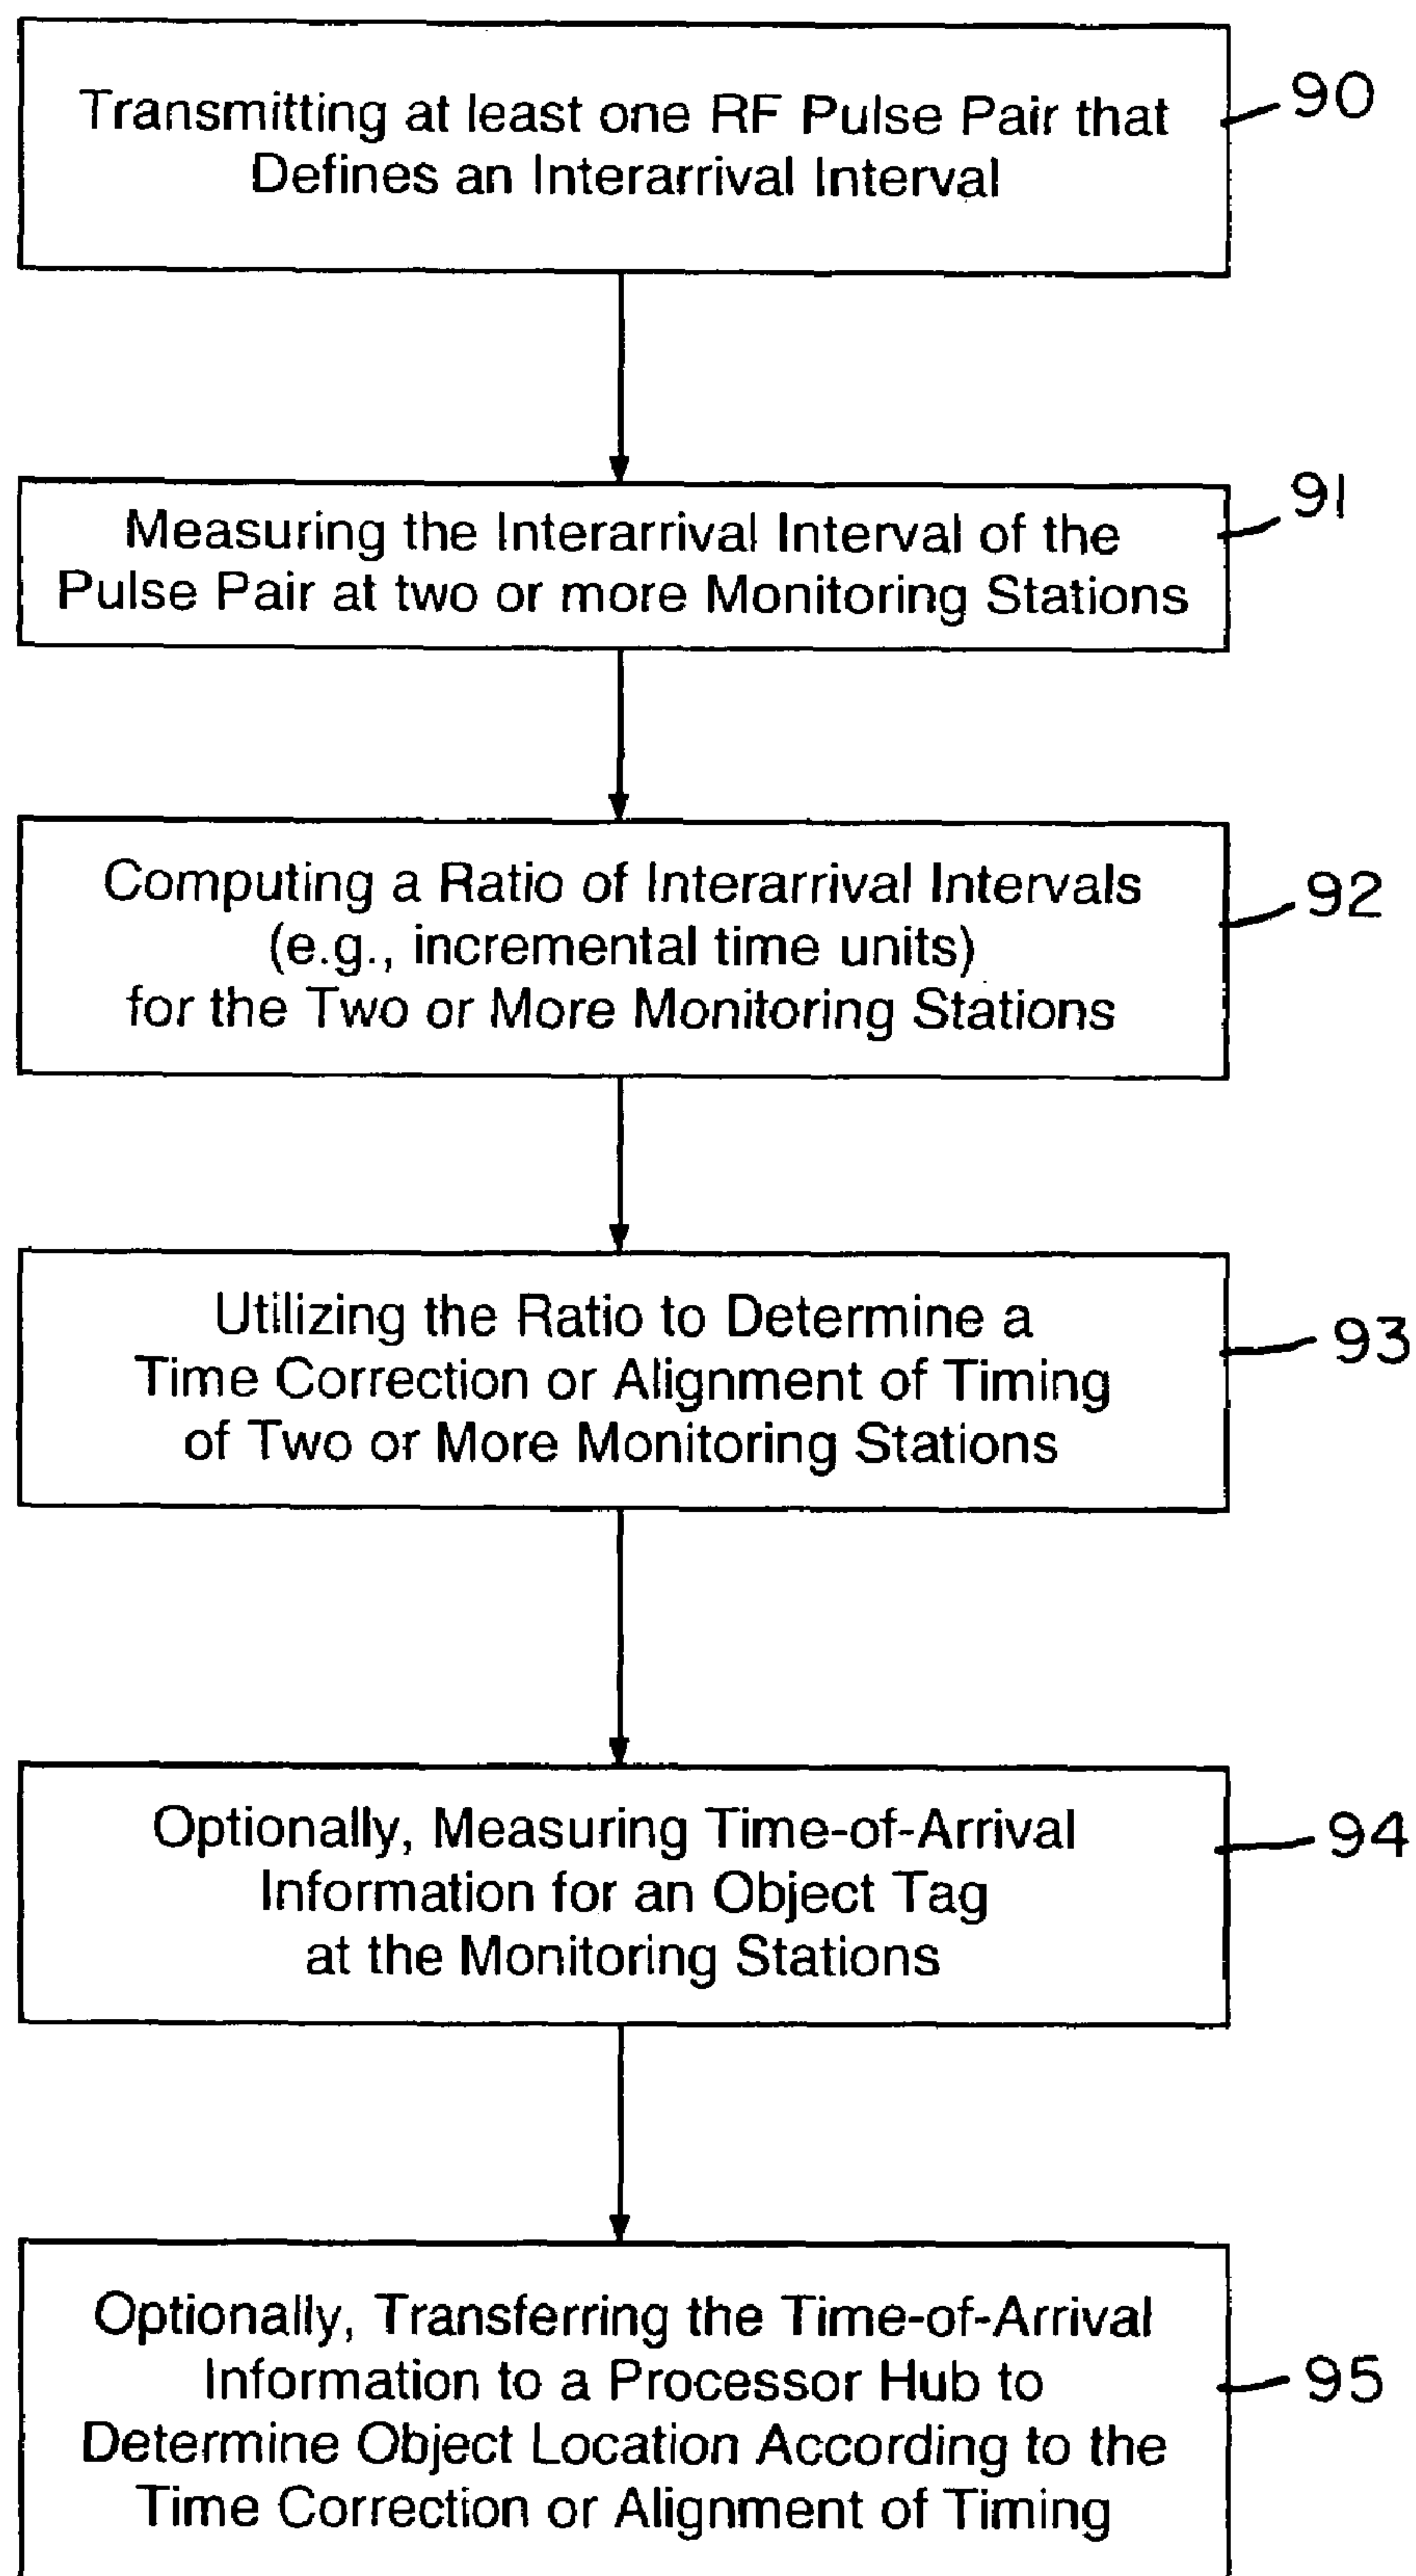 Transmitting at least one RF Pulse Pair that
Defines an Interarrival Interval
90
Measuring the Interarrival Interval of the
Pulse Pair at two or more Monitoring Stations
91
Computing a Ratio of Interarrival Intervals
(e.g., incremental time units)
for the Two or More Monitoring Stations
92
Utilizing the Ratio to Determine a
Time Correction or Alignment of Timing
of Two or More Monitoring Stations
93
Optionally, Measuring Time-of-Arrival
Information for an Object Tag
at the Monitoring Stations
94
Optionally, Transferring the Time-of-Arrival
Information to a Processor Hub to
Determine Object Location According to the
Time Correction or Alignment of Timing
95